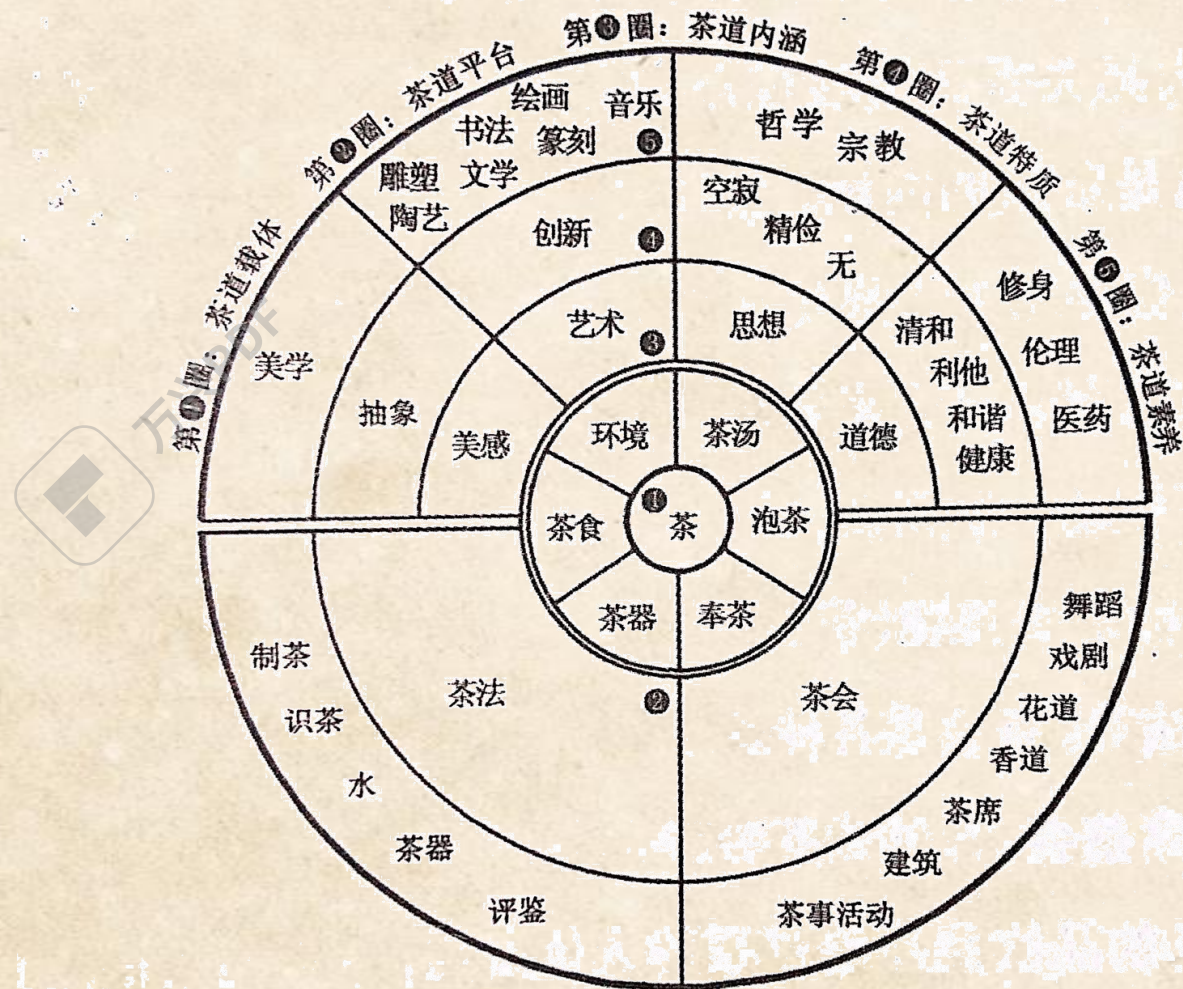 第❶圈：茶道载体
第❷圈：茶道平台
第❸圈：茶道内涵
第❹圈：茶道特质
第❺圈：茶道素养
绘画 音乐
书法 篆刻 ❺
雕塑 文学
陶艺
哲学
宗教
美学
修身
伦理
医药
创新 ❹
空寂
精俭
无
抽象
清和
利他
和谐
健康
艺术 ❸
思想
美感
道德
环境
茶汤
茶食
❶ 茶
泡茶
茶器
奉茶
茶法 ❷
茶会
制茶
识茶
水
茶器
评鉴
舞蹈
戏剧
花道
香道
茶席
建筑
茶事活动